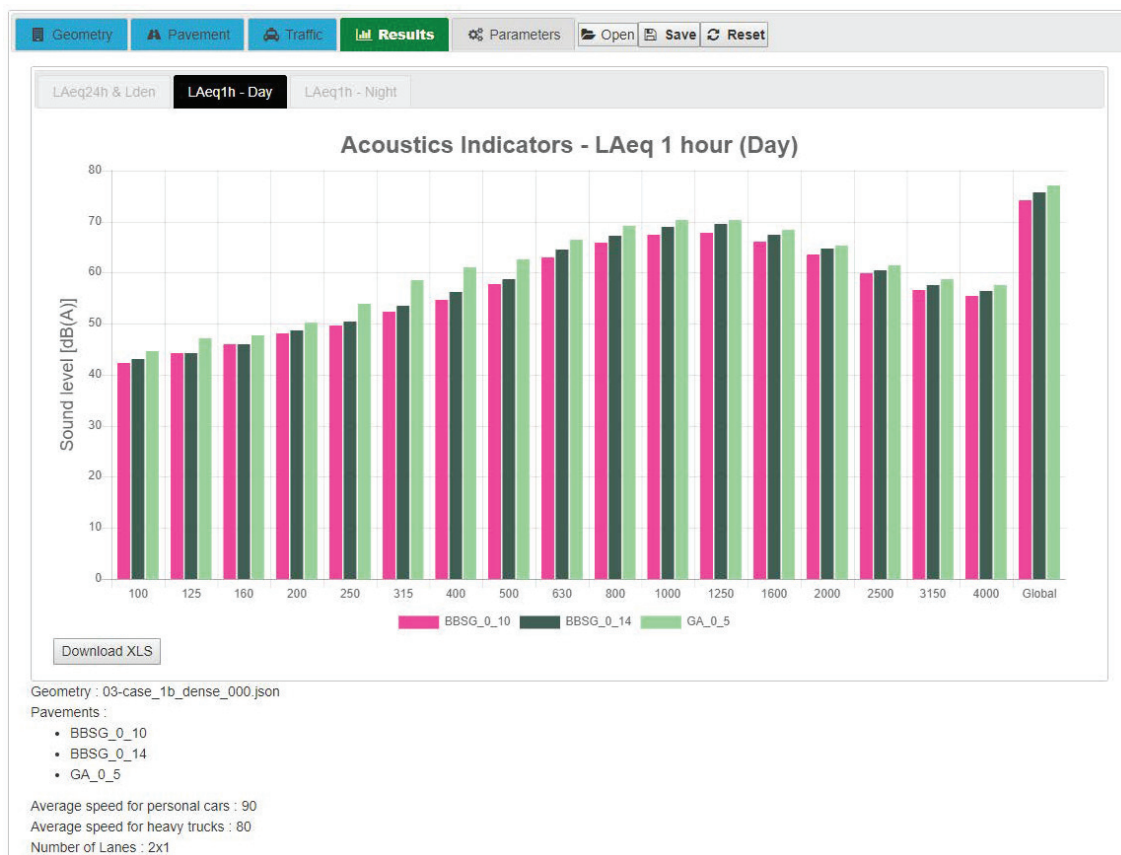 Geometry Pavement Traffic Results Parameters Open Save Reset
LAeq24h & Lden LAeq1h - Day LAeq1h - Night
Acoustics Indicators - LAeq 1 hour (Day)
Sound level [dB(A)]
80
70
60
50
40
30
20
10
0
100 125 160 200 250 315 400 500 630 800 1000 1250 1600 2000 2500 3150 4000 Global
BBSG_0_10 BBSG_0_14 GA_0_5
Download XLS
Geometry : 03-case_1b_dense_000.json
Pavements :
• BBSG_0_10
• BBSG_0_14
• GA_0_5
Average speed for personal cars : 90
Average speed for heavy trucks : 80
Number of Lanes : 2x1